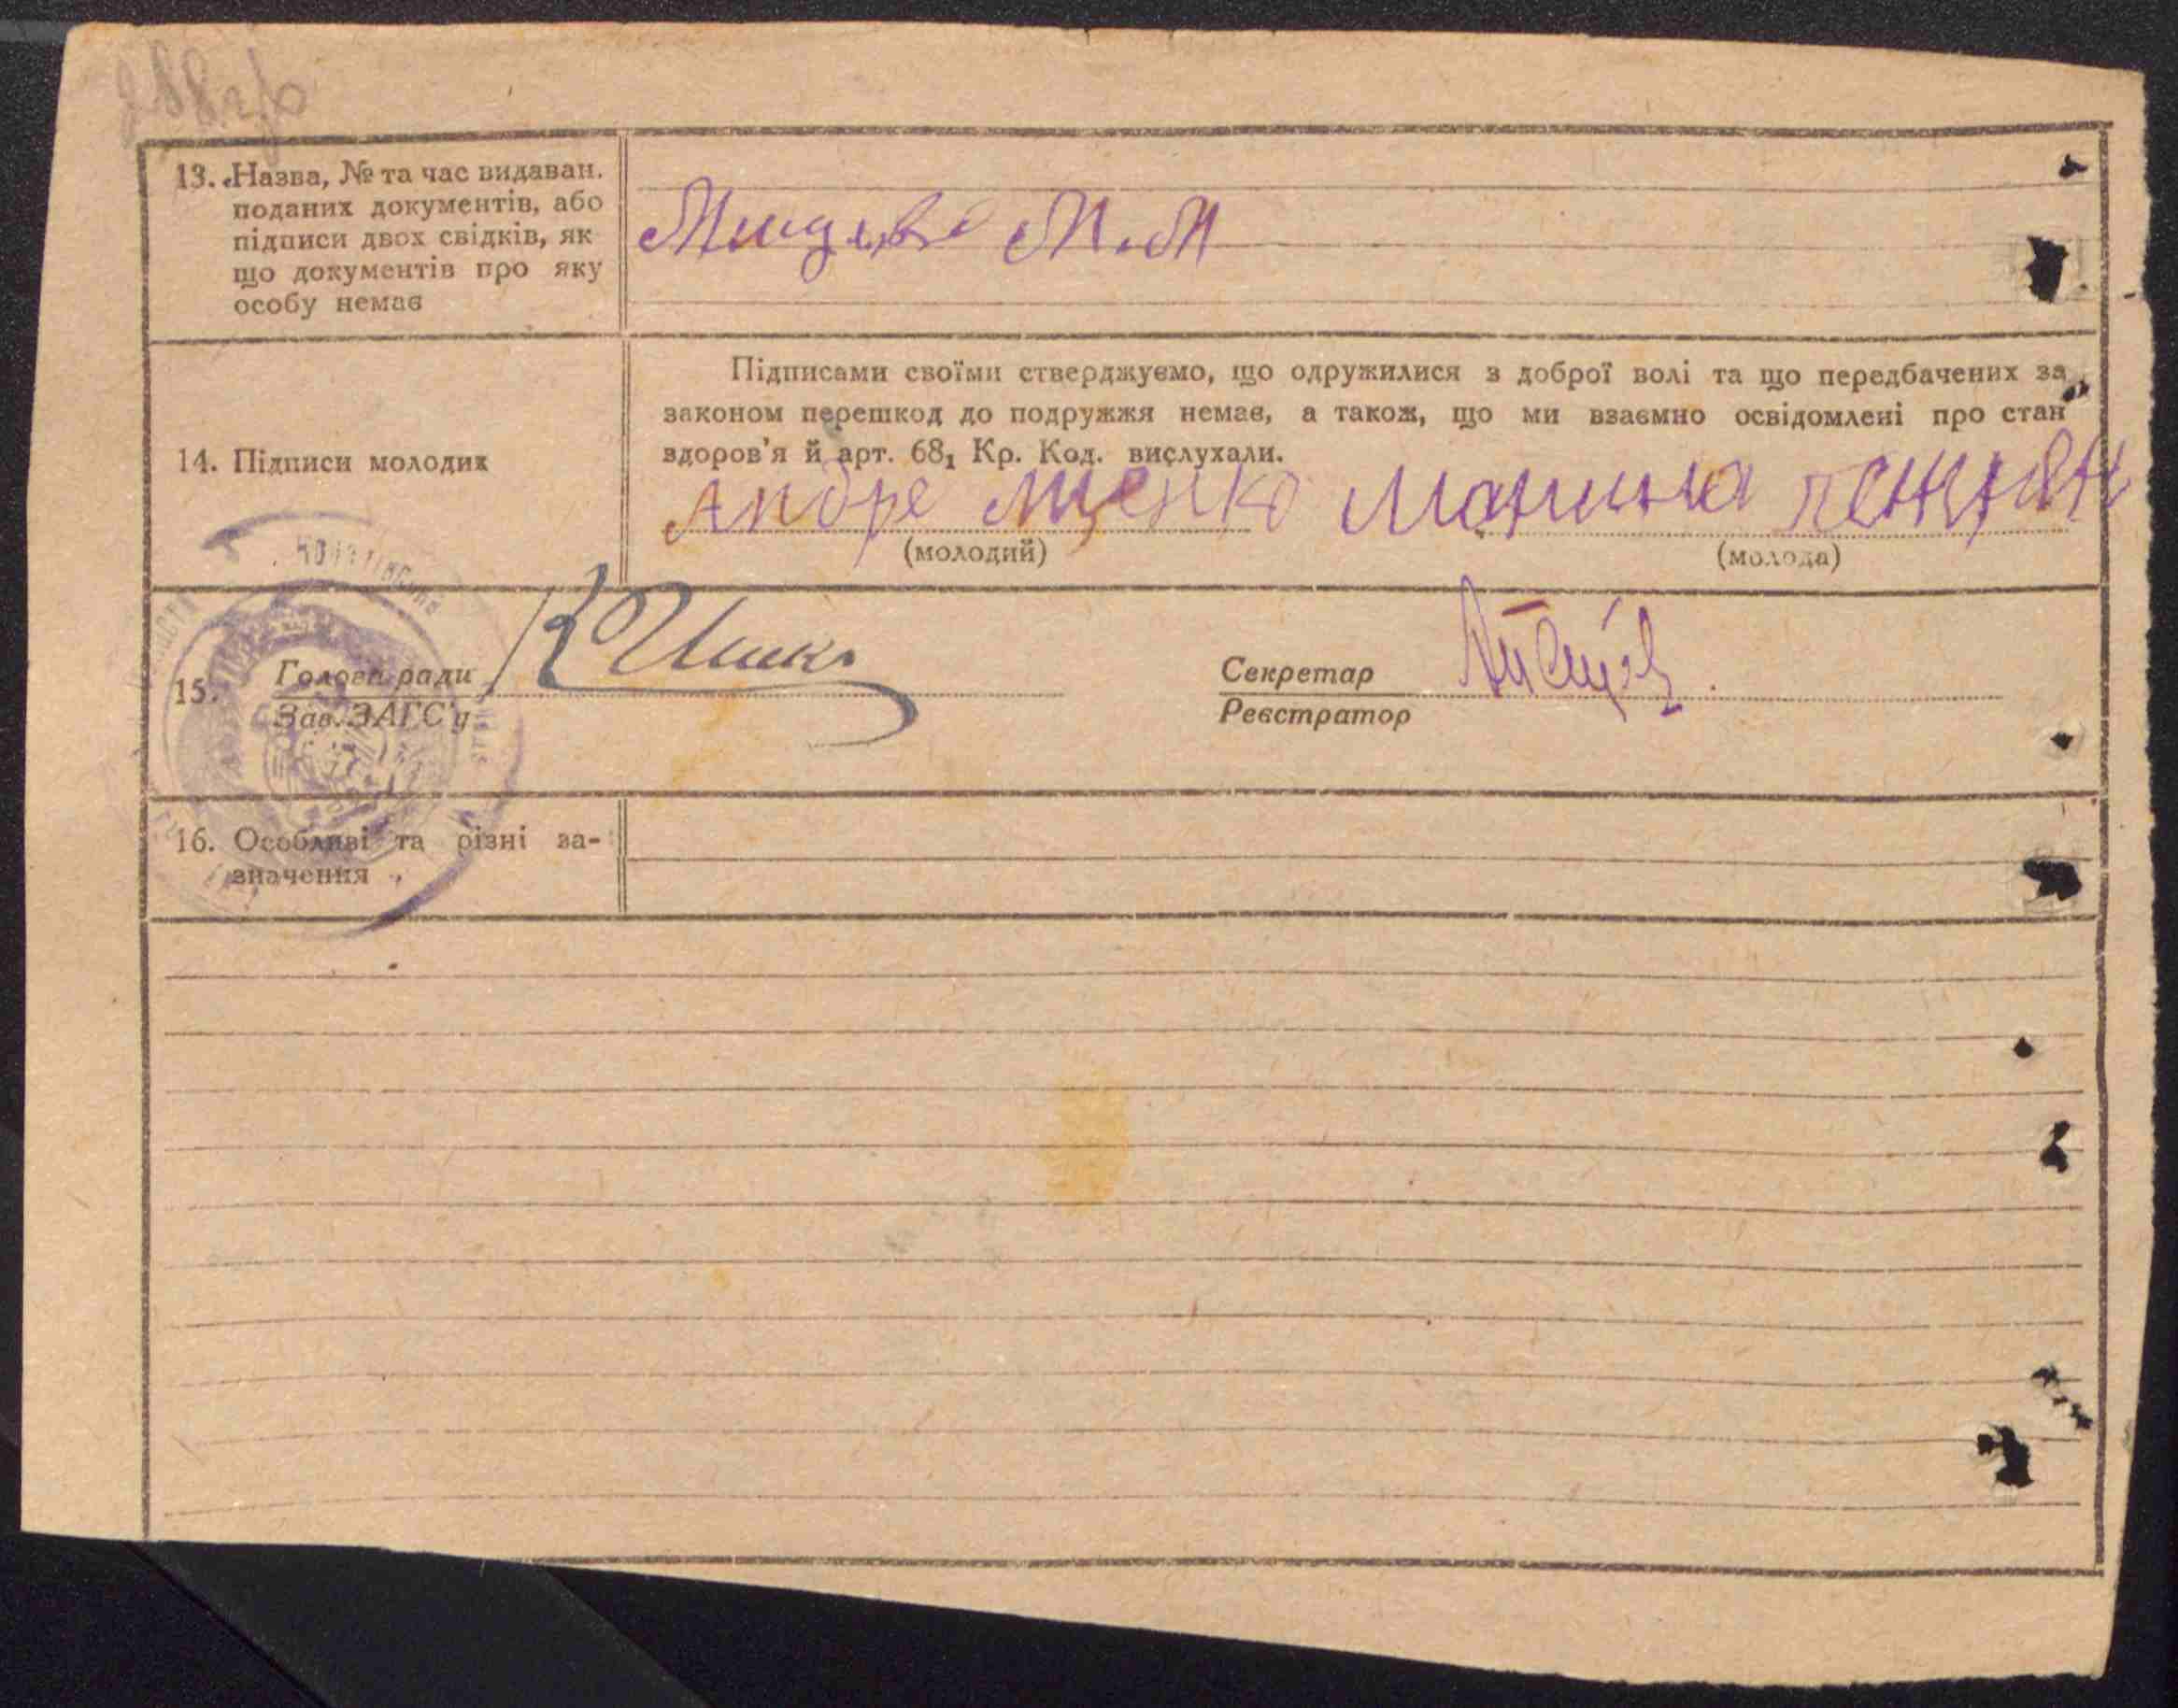 13. Назва, № та час видаван.
поданих документів, або
підписи двох свідків, як
що документів про яку
особу немає
М. М
Підписами своїми стверджуємо, що одружилися з доброї волі та що передбачених за
законом перешкод до подружжя немає, а також, що ми взаємно освідомлені про стан
здоров'я й арт. 68₁ Кр. Код. вислухали.
14. Підписи молодих
Андре
(молодий) (молода)
15. Голова ради
Зав. ЗАГС'у
Секретар
Реєстратор
16. Особливі та різні за-
значення